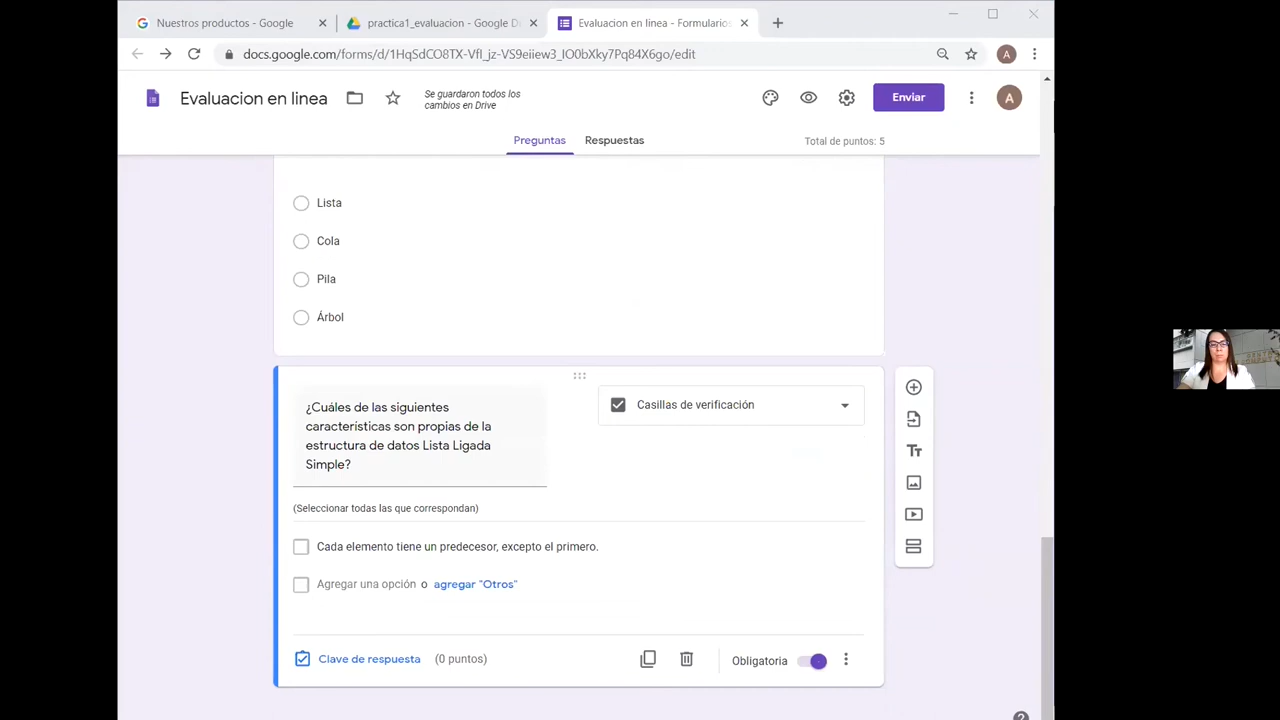 Nuestros productos - Google
practica1_evaluacion - Google D
Evaluacion en linea - Formularios
docs.google.com/forms/d/1HqSdCO8TX-Vfl_jz-VS9eiiew3_IO0bXky7Pq84X6go/edit
A
Evaluacion en linea
Se guardaron todos los
cambios en Drive
Enviar
A
Preguntas
Respuestas
Total de puntos: 5
Lista
Cola
Pila
Árbol
¿Cuáles de las siguientes
características son propias de la
estructura de datos Lista Ligada
Simple?
Casillas de verificación
Tт
(Seleccionar todas las que correspondan)
Cada elemento tiene un predecesor, excepto el primero.
Agregar una opción o agregar "Otros"
Clave de respuesta (0 puntos)
Obligatoria